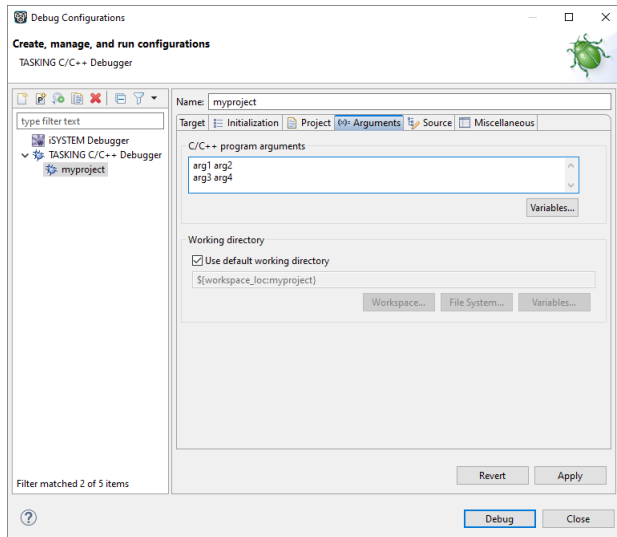 Debug Configurations
Create, manage, and run configurations
TASKING C/C++ Debugger
type filter text
iSYSTEM Debugger
TASKING C/C++ Debugger
myproject
Filter matched 2 of 5 items
Name: myproject
Target Initialization Project (x)= Arguments Source Miscellaneous
C/C++ program arguments
arg1 arg2
arg3 arg4
Variables...
Working directory
Use default working directory
${workspace_loc:myproject}
Workspace... File System... Variables...
Revert Apply
? Debug Close